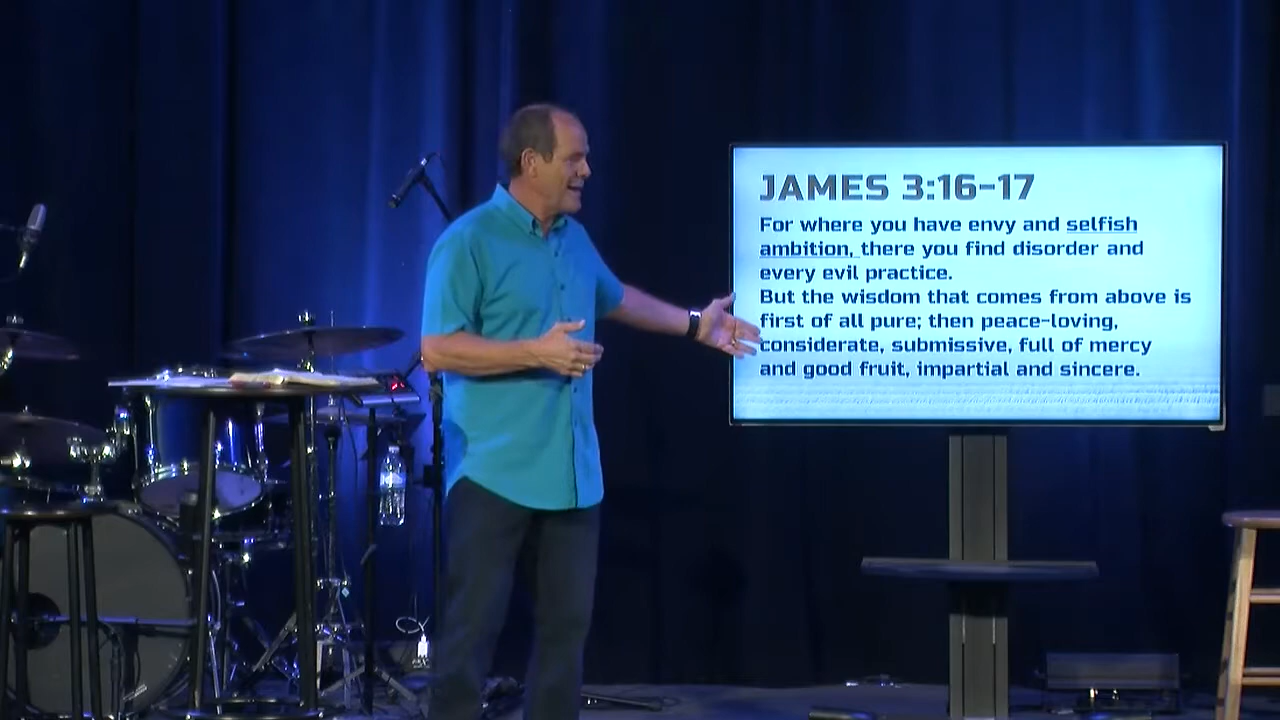 JAMES 3:16-17
For where you have envy and selfish
ambition, there you find disorder and
every evil practice.
But the wisdom that comes from above is
first of all pure; then peace-loving,
considerate, submissive, full of mercy
and good fruit, impartial and sincere.